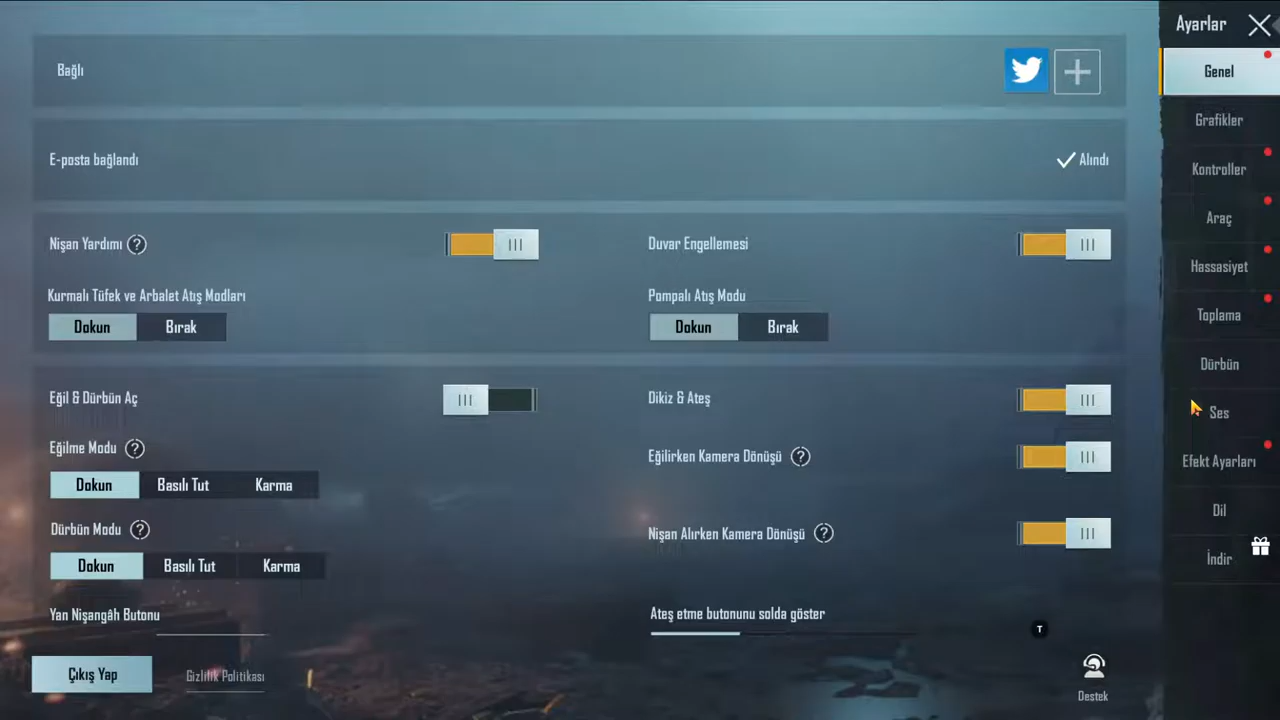 Ayarlar
Bağlı
Genel
Grafikler
E-posta bağlandı
Alındı
Kontroller
Araç
Nişan Yardımı ?
Duvar Engellemesi
Hassasiyet
Kurmalı Tüfek ve Arbalet Atış Modları
Pompalı Atış Modu
Toplama
Dokun Bırak
Dokun Bırak
Dürbün
Eğil & Dürbün Aç
Dikiz & Ateş
Ses
Eğilme Modu ?
Eğilirken Kamera Dönüşü ?
Efekt Ayarları
Dokun Basılı Tut Karma
Dil
Dürbün Modu ?
Nişan Alırken Kamera Dönüşü ?
İndir
Dokun Basılı Tut Karma
Yan Nişangâh Butonu
Ateş etme butonunu solda göster
T
Çıkış Yap
Gizlilik Politikası
Destek